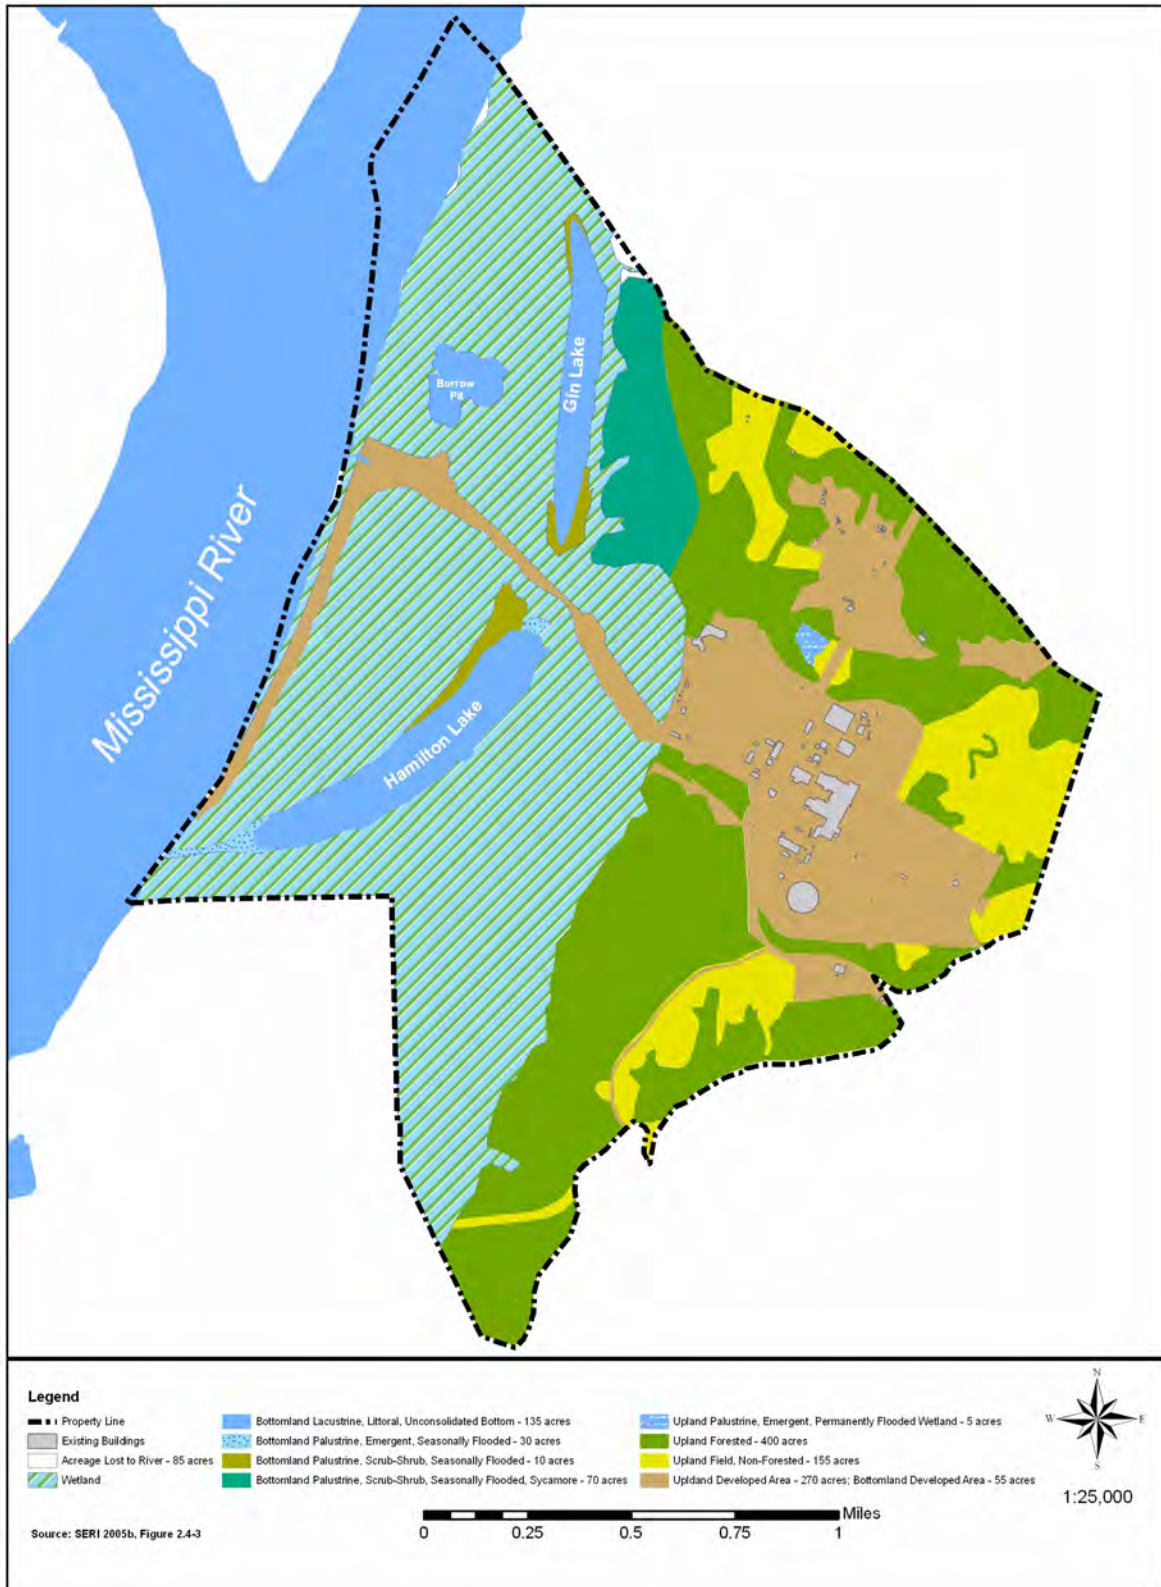 Borrow
Pit
Gin Lake
Mississippi River
Hamilton Lake
Legend
Property Line
Existing Buildings
Acreage Lost to River - 85 acres
Wetland
Bottomland Lacustrine, Littoral, Unconsolidated Bottom - 135 acres
Bottomland Palustrine, Emergent, Seasonally Flooded - 30 acres
Bottomland Palustrine, Scrub-Shrub, Seasonally Flooded - 10 acres
Bottomland Palustrine, Scrub-Shrub, Seasonally Flooded, Sycamore - 70 acres
Upland Palustrine, Emergent, Permanently Flooded Wetland - 5 acres
Upland Forested - 400 acres
Upland Field, Non-Forested - 155 acres
Upldand Developed Area - 270 acres; Bottomland Developed Area - 55 acres
N
W E
S
1:25,000
Miles
0 0.25 0.5 0.75 1
Source: SERI 2005b, Figure 2.4-3